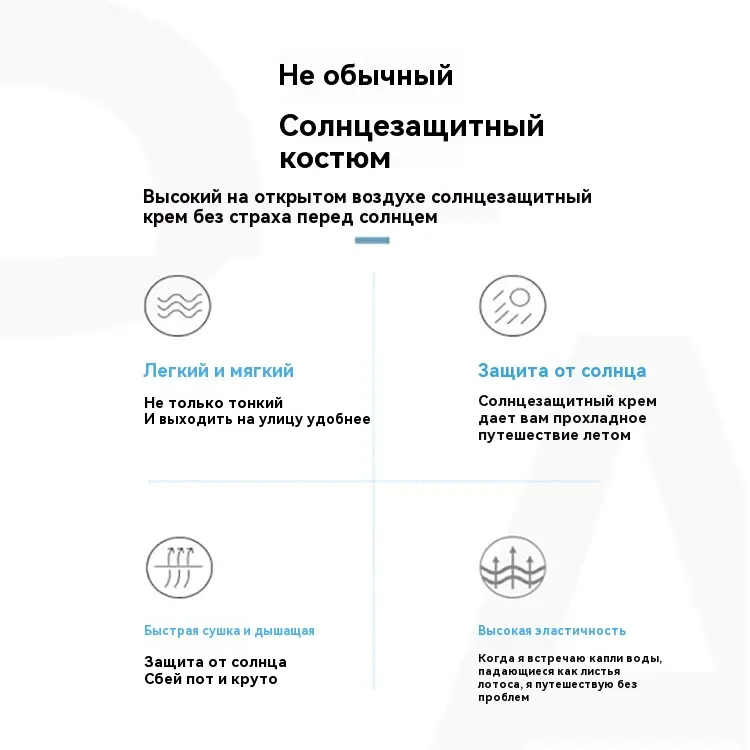 Не обычный
Солнцезащитный
костюм
Высокий на открытом воздухе солнцезащитный
крем без страха перед солнцем
Легкий и мягкий
Не только тонкий
И выходить на улицу удобнее
Защита от солнца
Солнцезащитный крем
дает вам прохладное
путешествие летом
Быстрая сушка и дышащая
Защита от солнца
Сбей пот и круто
Высокая эластичность
Когда я встречаю капли воды,
падающиеся как листья
лотоса, я путешествую без
проблем